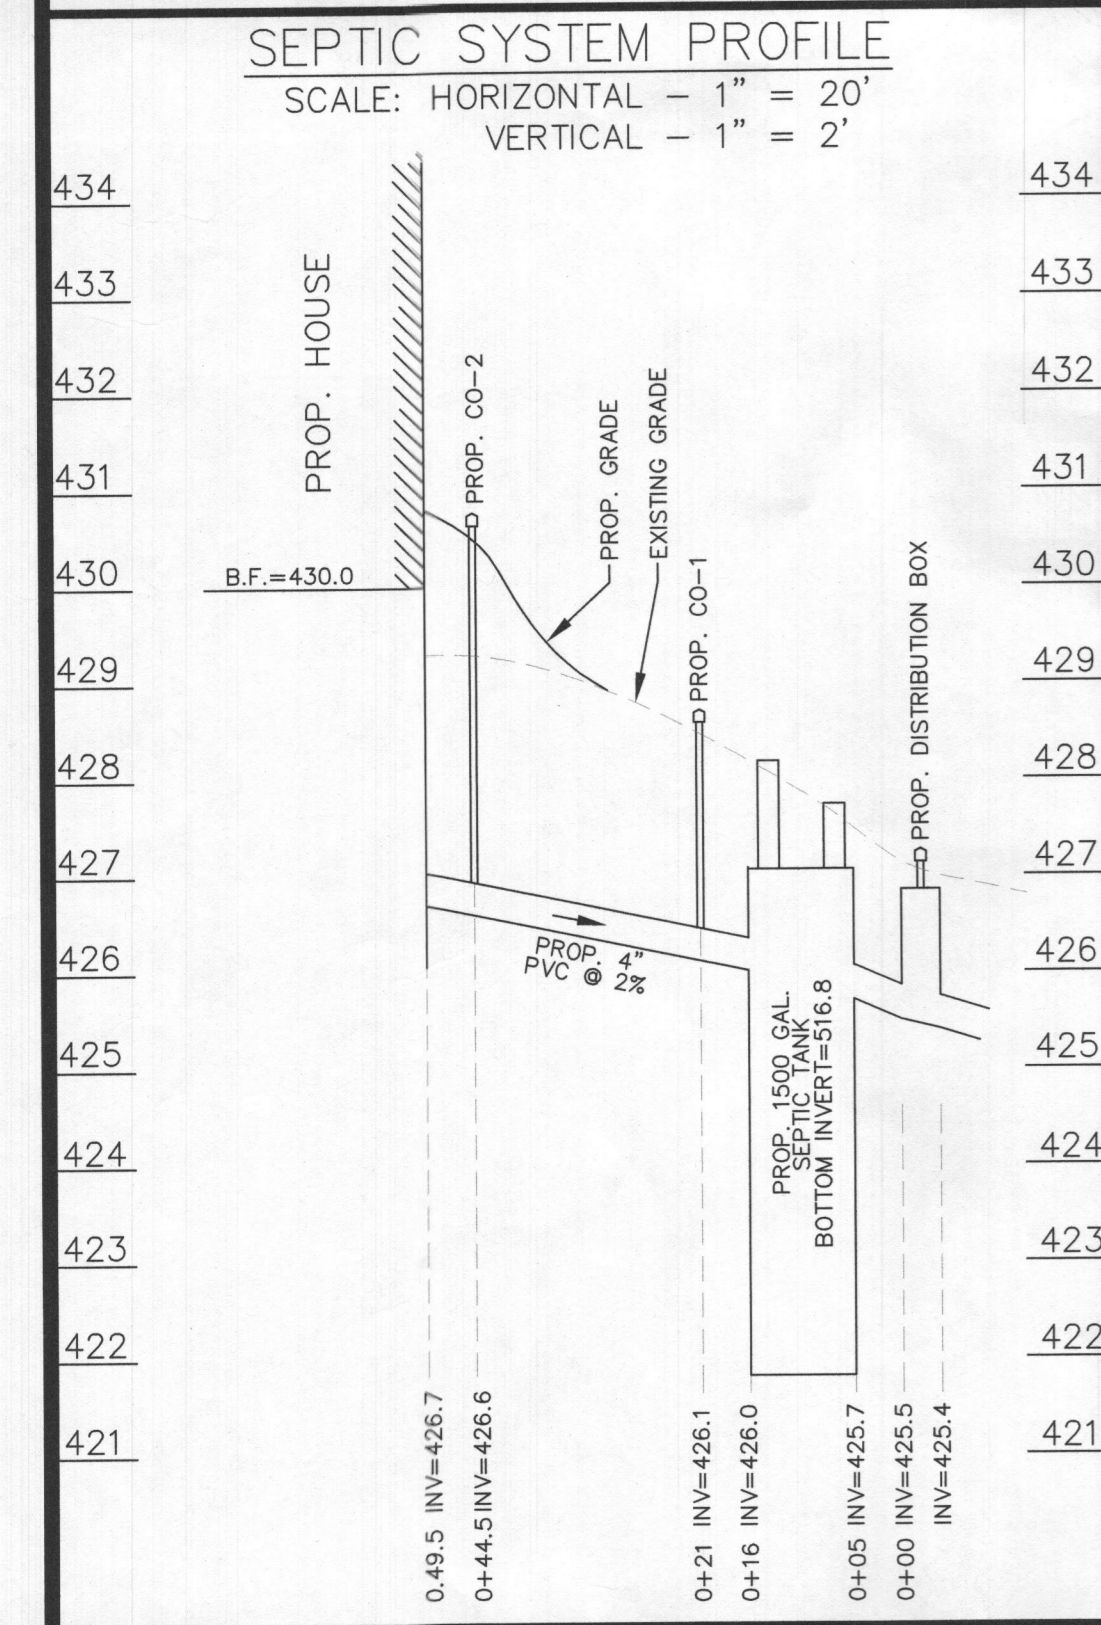 SEPTIC SYSTEM PROFILE
SCALE: HORIZONTAL - 1" = 20'
VERTICAL - 1" = 2'
434
433
432
431
430
429
428
427
426
425
424
423
422
421
434
433
432
431
430
429
428
427
426
425
424
423
422
421
PROP. HOUSE
B.F.=430.0
PROP. CO-2
PROP. GRADE
EXISTING GRADE
PROP. CO-1
PROP. DISTRIBUTION BOX
PROP. 4"
PVC @ 2%
PROP. 1500 GAL.
SEPTIC TANK
BOTTOM INVERT=516.8
0.49.5 INV=426.7
0+44.5 INV=426.6
0+21 INV=426.1
0+16 INV=426.0
0+05 INV=425.7
0+00 INV=425.5
INV=425.4